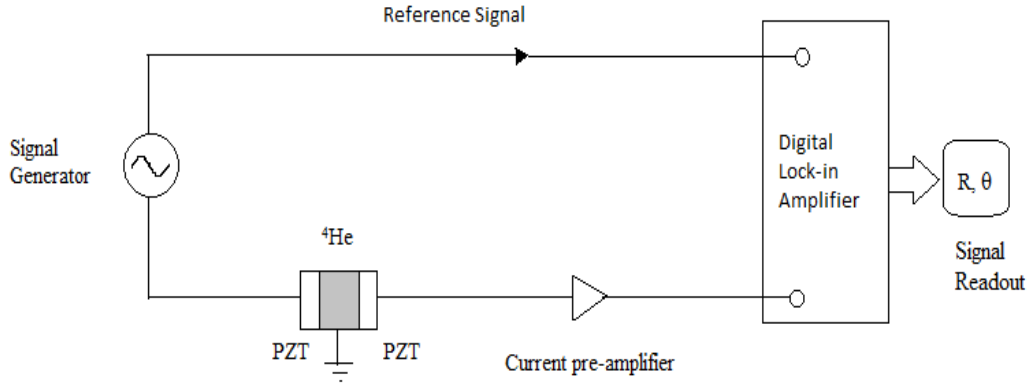 Reference Signal
Signal
Generator
Digital
Lock-in
Amplifier
R, θ
⁴He
Signal
Readout
PZT
PZT
Current pre-amplifier